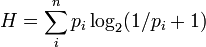 H = \sum_{i}^{n} p_i \log_2(1/p_i + 1)